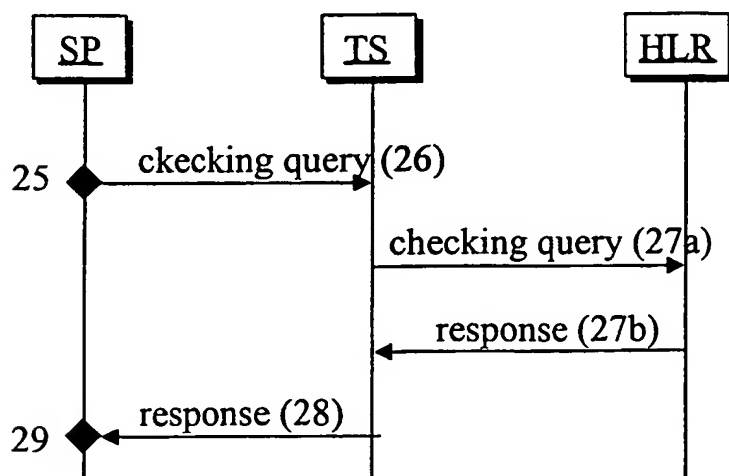 SP TS HLR
25 ckecking query (26)
checking query (27a)
response (27b)
29 response (28)